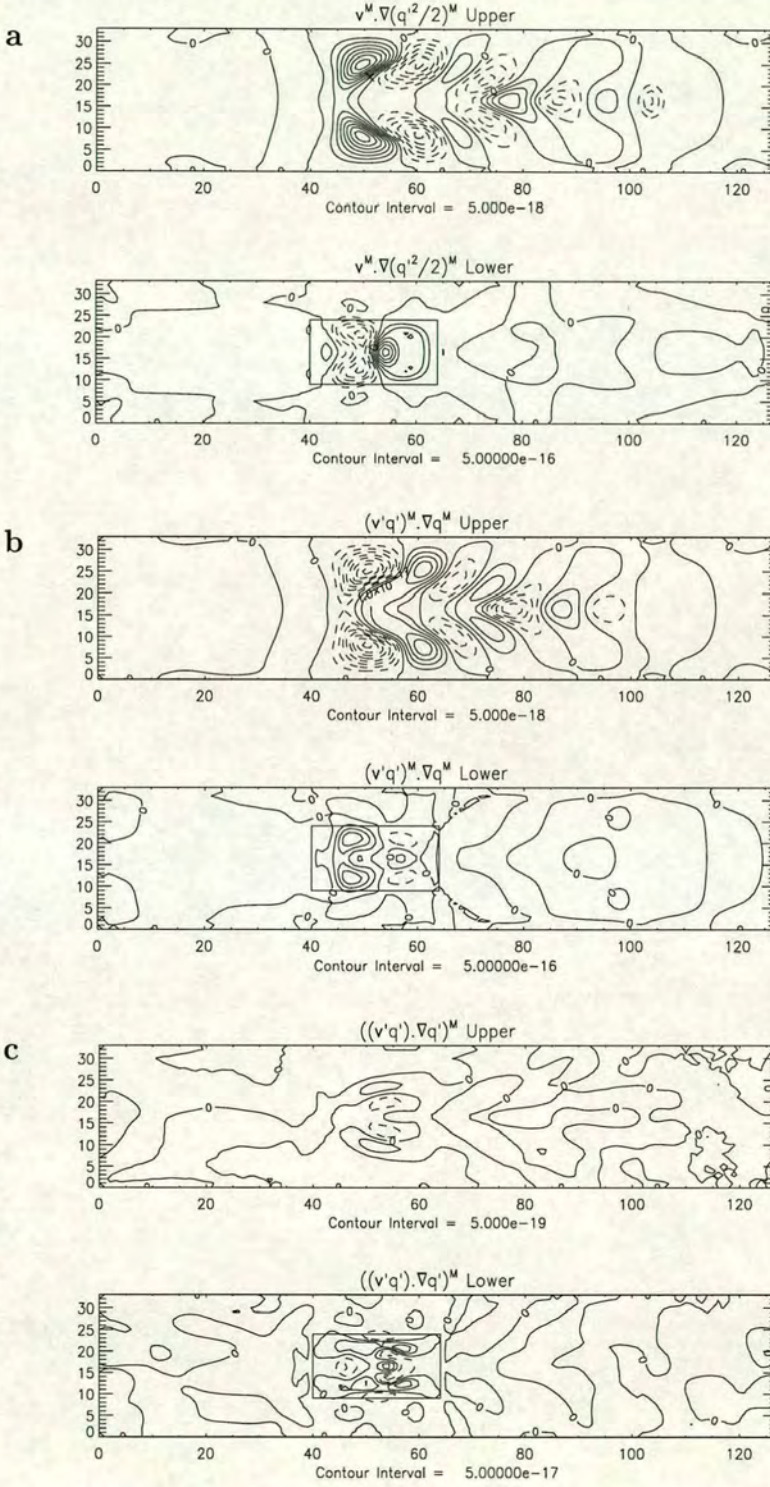 a
v^M.∇(q'²/2)^M Upper
30
25
20
15
10
5
0
0 20 40 60 80 100 120
Contour Interval = 5.000e-18
v^M.∇(q'²/2)^M Lower
30
25
20
15
10
5
0
0 20 40 60 80 100 120
Contour Interval = 5.00000e-16
b
(v'q')^M.∇q^M Upper
30
25
20
15
10
5
0
0 20 40 60 80 100 120
Contour Interval = 5.000e-18
(v'q')^M.∇q^M Lower
30
25
20
15
10
5
0
0 20 40 60 80 100 120
Contour Interval = 5.00000e-16
c
((v'q').∇q')^M Upper
30
25
20
15
10
5
0
0 20 40 60 80 100 120
Contour Interval = 5.000e-19
((v'q').∇q')^M Lower
30
25
20
15
10
5
0
0 20 40 60 80 100 120
Contour Interval = 5.00000e-17